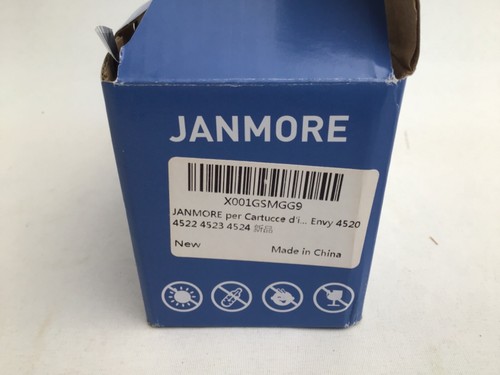 JANMORE
X001GSMGG9
JANMORE per Cartucce d'i... Envy 4520
4522 4523 4524
New
Made in China